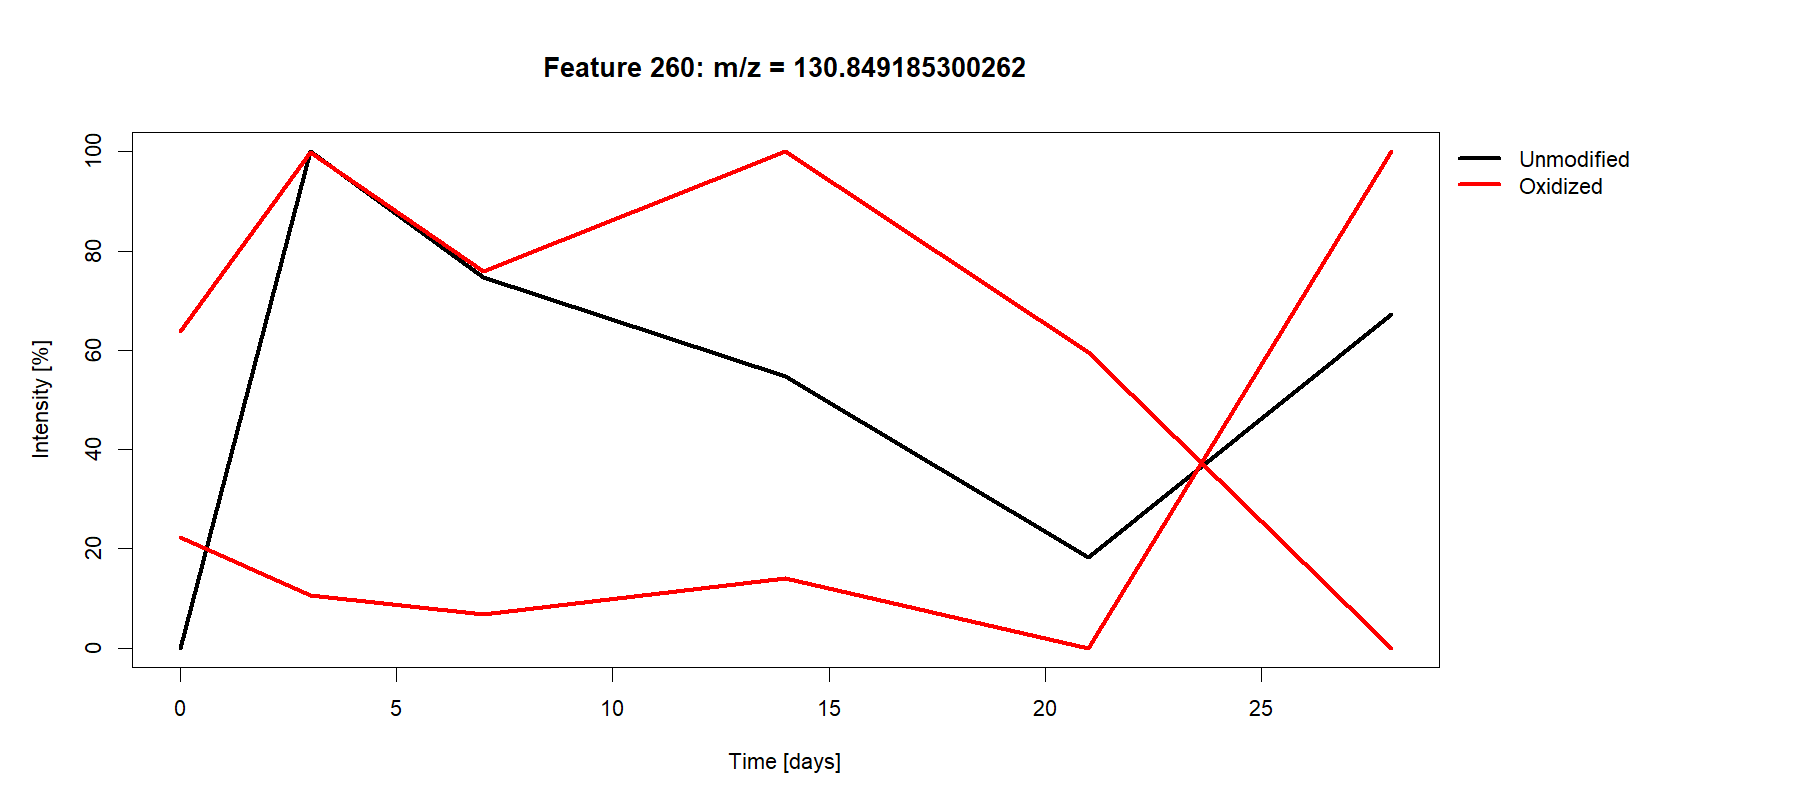 Feature 260: m/z = 130.849185300262
Unmodified
Oxidized
Intensity [%]
100
80
60
40
20
0
0 5 10 15 20 25
Time [days]